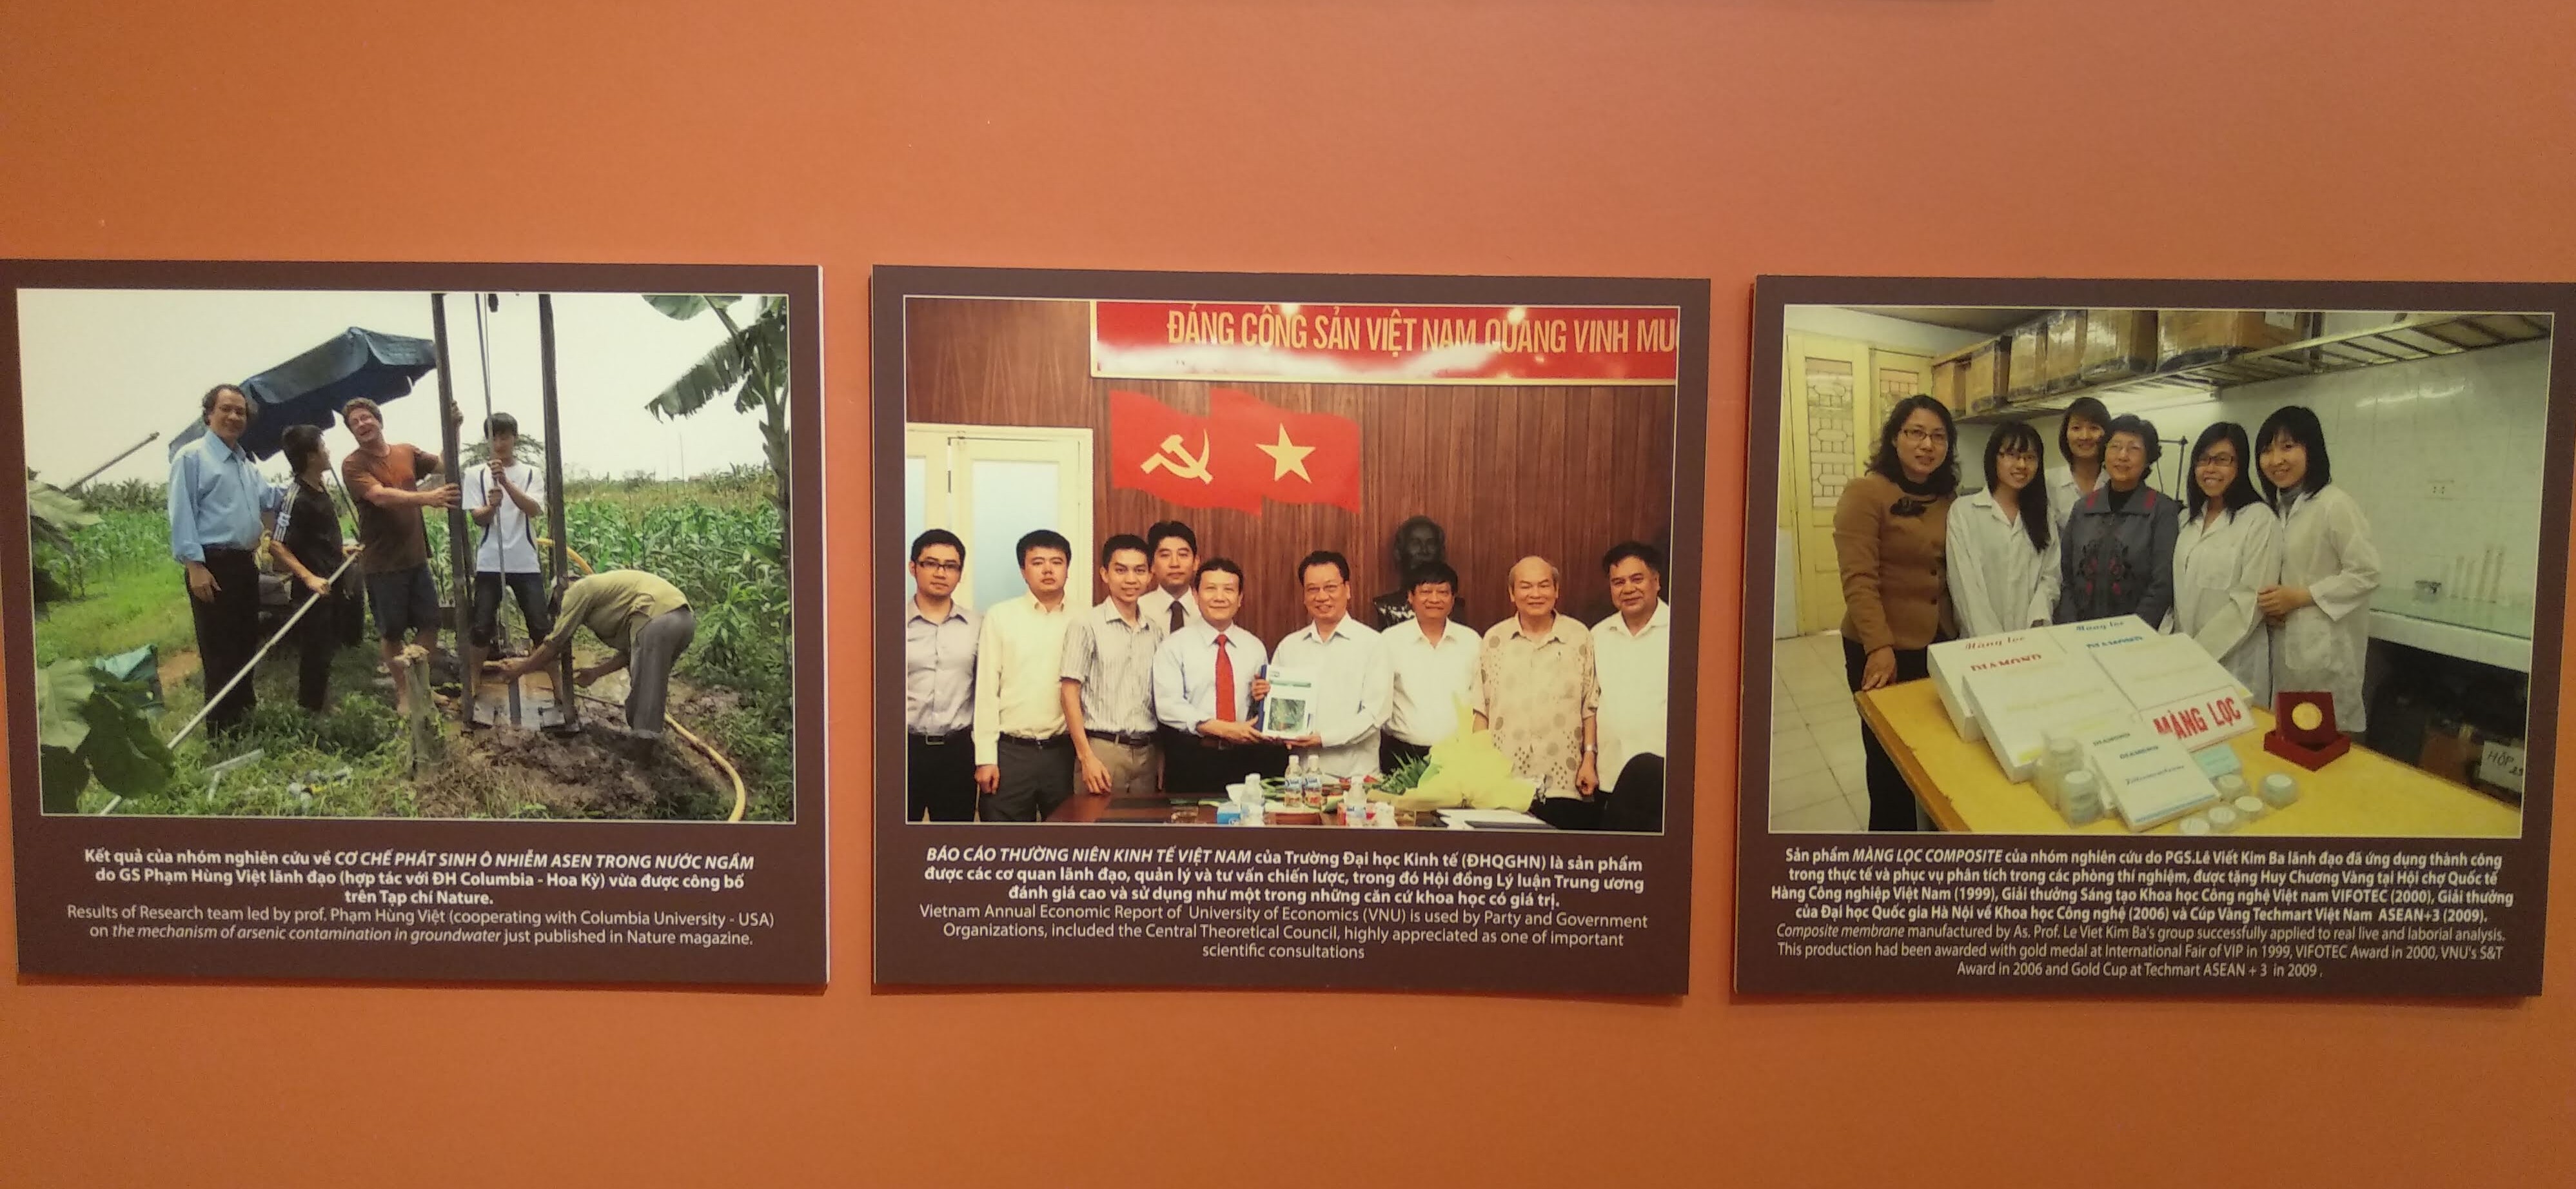 Kết quả của nhóm nghiên cứu về CƠ CHẾ PHÁT SINH Ô NHIỄM ASEN TRONG NƯỚC NGẦM
do GS Phạm Hùng Việt lãnh đạo (hợp tác với ĐH Columbia - Hoa Kỳ) vừa được công bố
trên Tạp chí Nature.
Results of Research team led by prof. Phạm Hùng Việt (cooperating with Columbia University - USA)
on the mechanism of arsenic contamination in groundwater just published in Nature magazine.
ĐẢNG CỘNG SẢN VIỆT NAM QUANG VINH MU
BÁO CÁO THƯỜNG NIÊN KINH TẾ VIỆT NAM của Trường Đại học Kinh tế (ĐHQGHN) là sản phẩm
được các cơ quan lãnh đạo, quản lý và tư vấn chiến lược, trong đó Hội đồng Lý luận Trung ương
đánh giá cao và sử dụng như một trong những căn cứ khoa học có giá trị.
Vietnam Annual Economic Report of University of Economics (VNU) is used by Party and Government
Organizations, included the Central Theoretical Council, highly appreciated as one of important
scientific consultations
Màng lọc
DIAMOND
Màng lọc
DIAMOND
MÀNG LỌC
DIAMOND
HỘP
Sản phẩm MÀNG LỌC COMPOSITE của nhóm nghiên cứu do PGS.Lê Viết Kim Ba lãnh đạo đã ứng dụng thành công
trong thực tế và phục vụ phân tích trong các phòng thí nghiệm, được tặng Huy Chương Vàng tại Hội chợ Quốc tế
Hàng Công nghiệp Việt Nam (1999), Giải thưởng Sáng tạo Khoa học Công nghệ Việt nam VIFOTEC (2000), Giải thưởng
của Đại học Quốc gia Hà Nội về Khoa học Công nghệ (2006) và Cúp Vàng Techmart Việt Nam ASEAN+3 (2009).
Composite membrane manufactured by As. Prof. Le Viet Kim Ba's group successfully applied to real live and laborial analysis.
This production had been awarded with gold medal at International Fair of VIP in 1999, VIFOTEC Award in 2000, VNU's S&T
Award in 2006 and Gold Cup at Techmart ASEAN + 3 in 2009 .